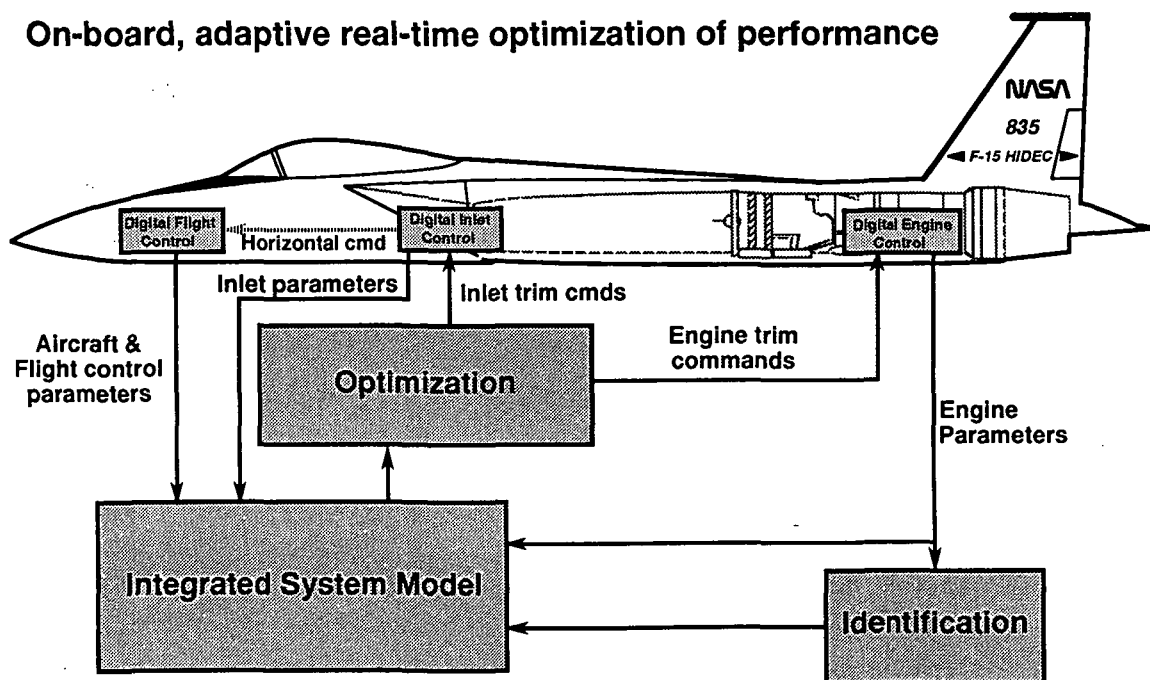 On-board, adaptive real-time optimization of performance
NASA
835
F-15 HIDEC
Digital Flight
Control
Horizontal cmd
Digital Inlet
Control
Digital Engine
Control
Inlet parameters
Inlet trim cmds
Aircraft &
Flight control
parameters
Engine trim
commands
Optimization
Engine
Parameters
Integrated System Model
Identification